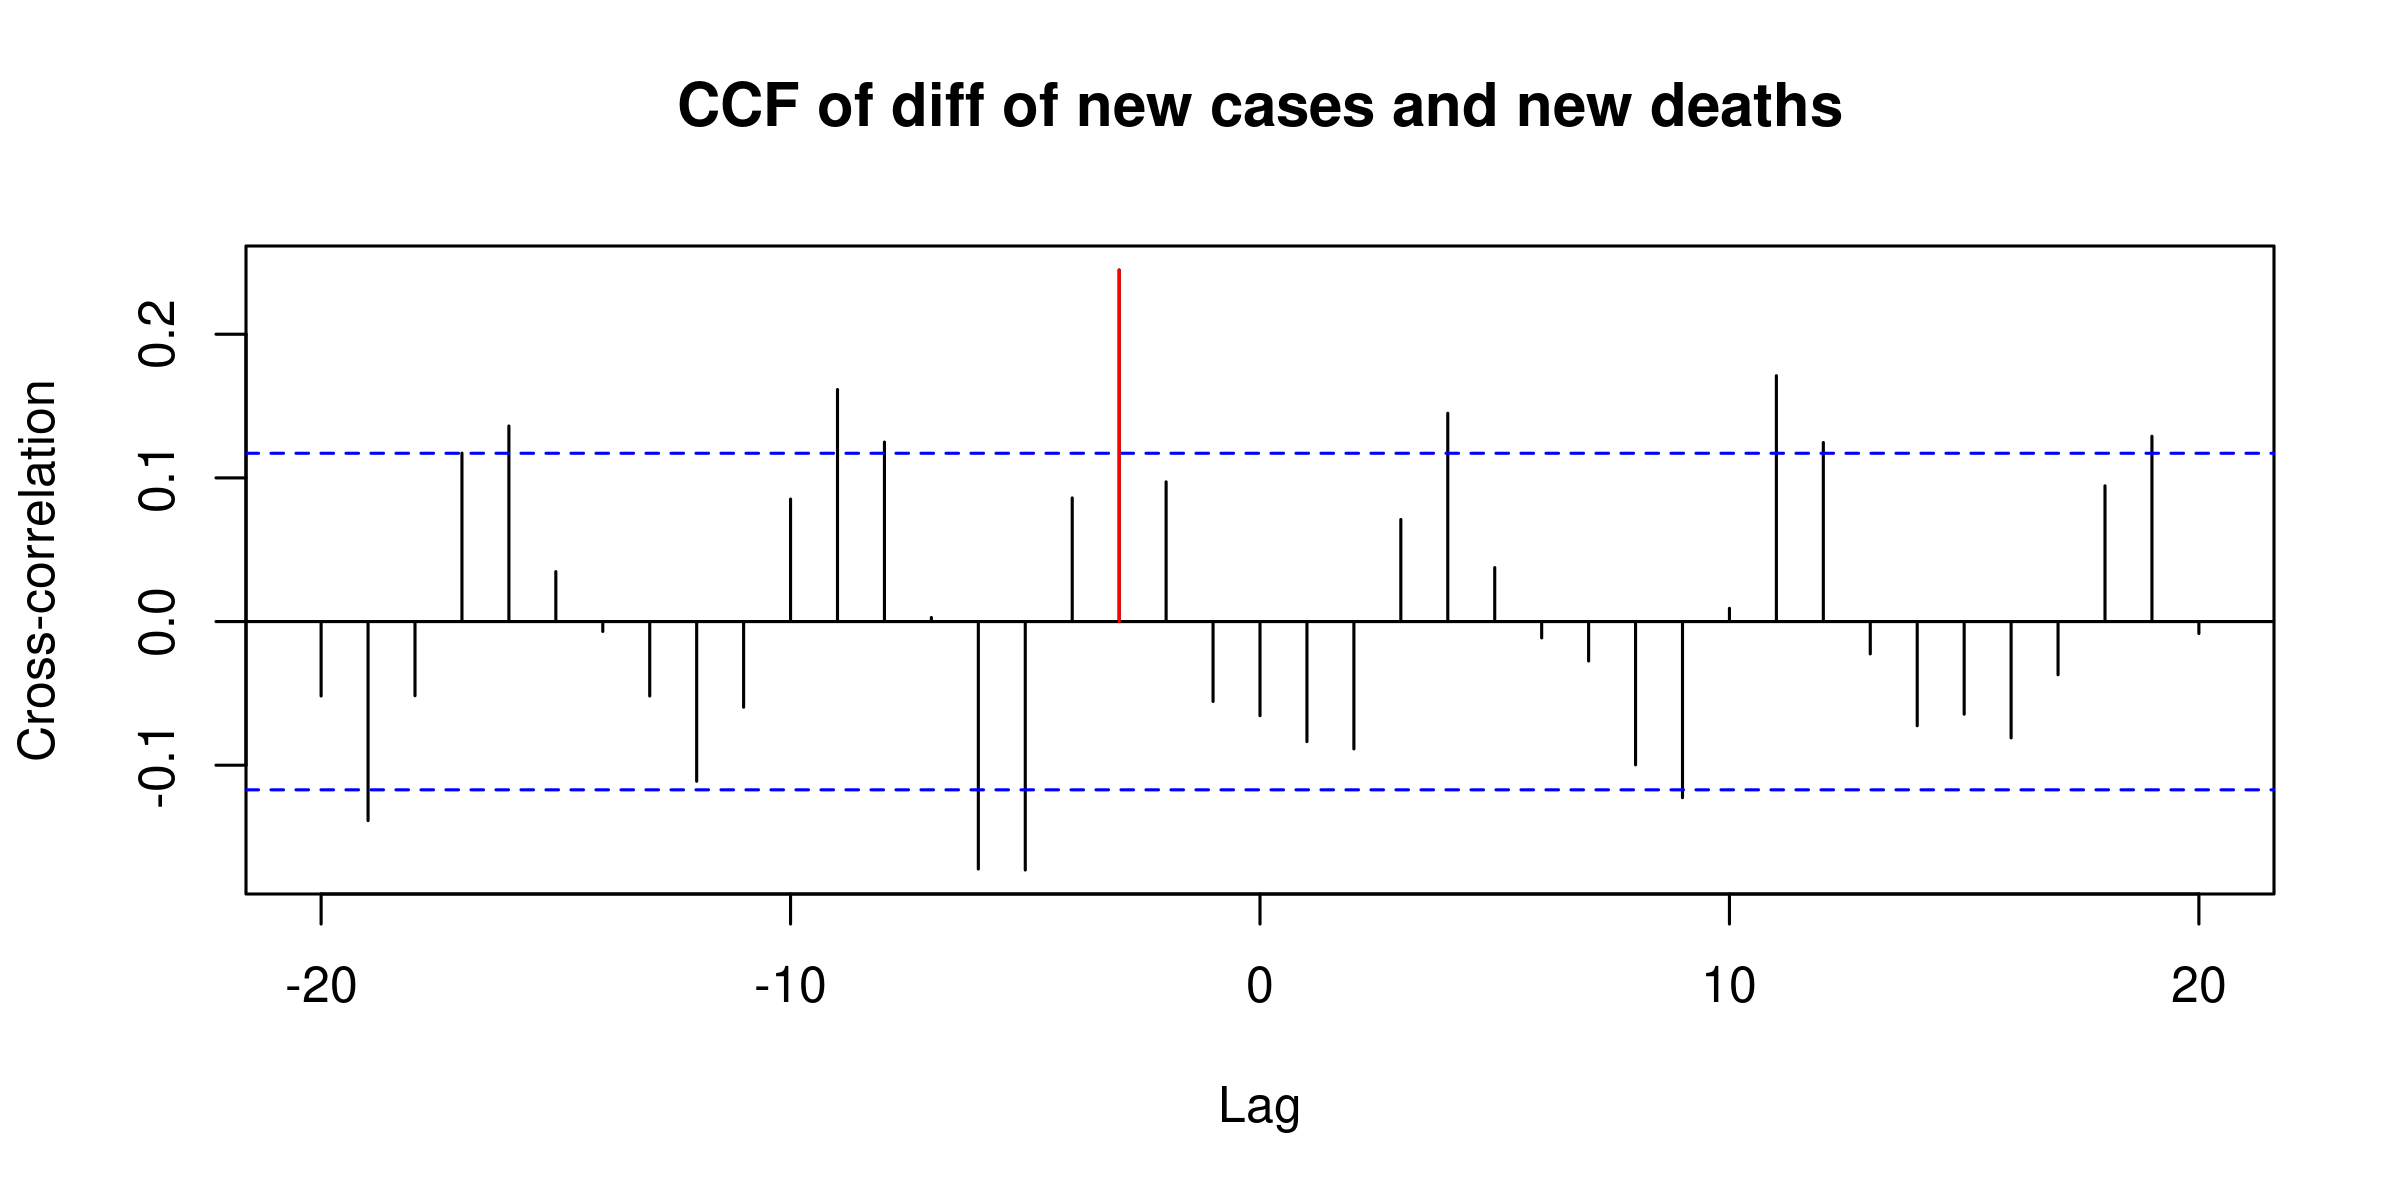 CCF of diff of new cases and new deaths
Cross-correlation
0.2
0.1
0.0
-0.1
-20 -10 0 10 20
Lag